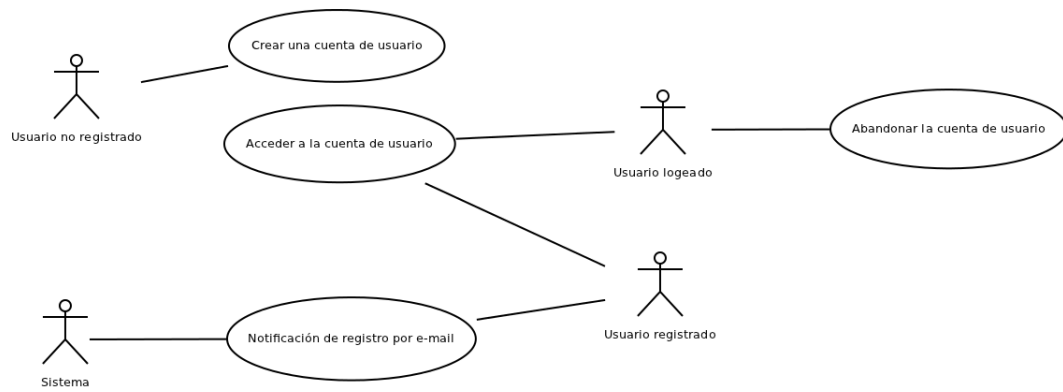 Crear una cuenta de usuario
Usuario no registrado
Acceder a la cuenta de usuario
Usuario logeado
Abandonar la cuenta de usuario
Usuario registrado
Notificación de registro por e-mail
Sistema